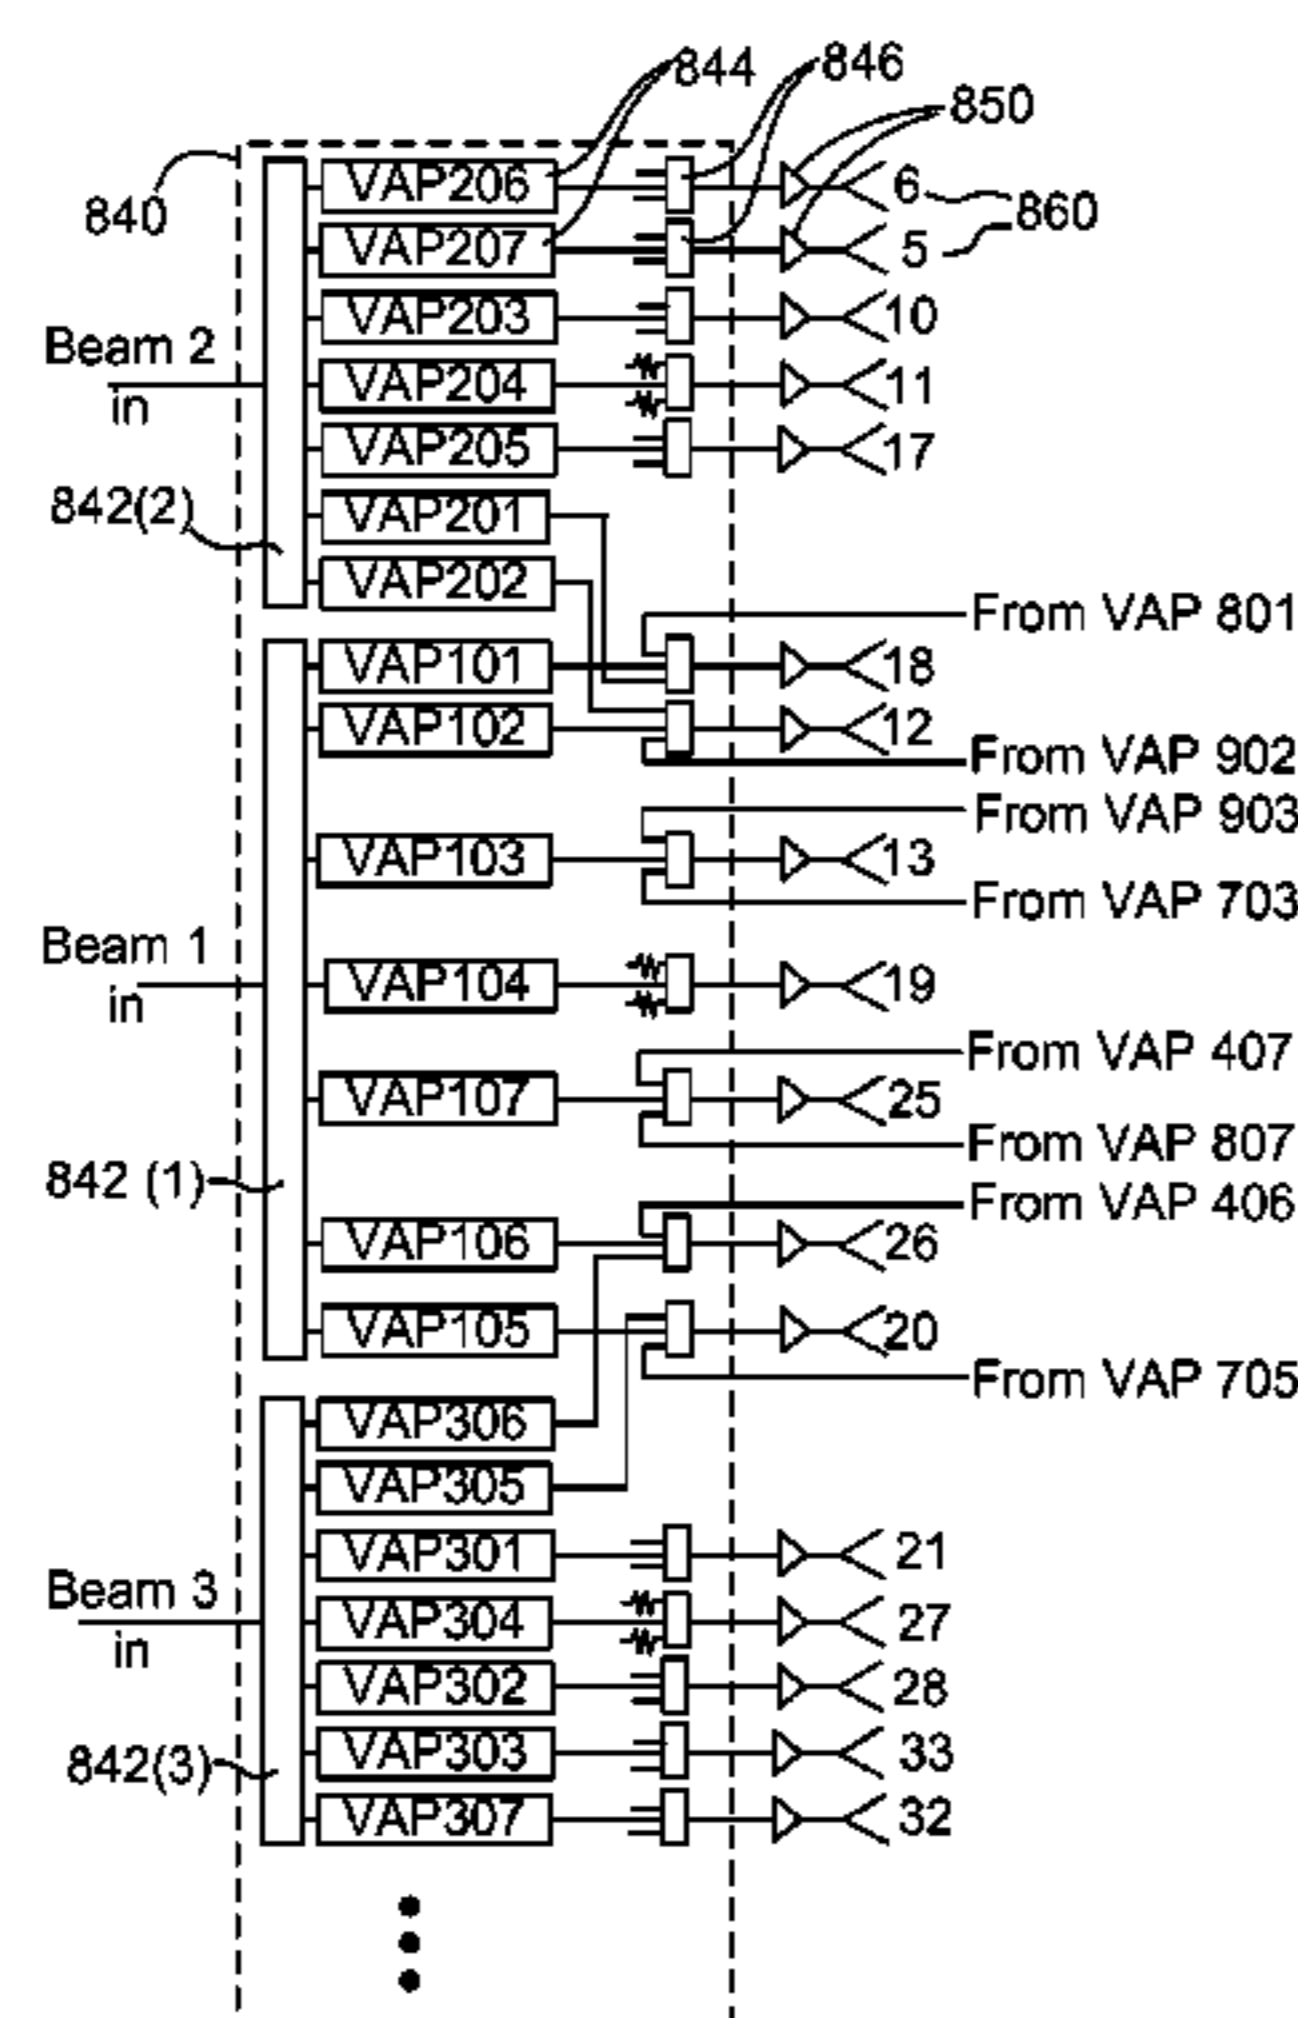 844
846
850
VAP206
6
860
840
VAP207
5
VAP203
10
Beam 2
in
VAP204
11
VAP205
17
842(2)
VAP201
VAP202
From VAP 801
VAP101
18
VAP102
12
From VAP 902
From VAP 903
VAP103
13
From VAP 703
Beam 1
in
VAP104
19
From VAP 407
VAP107
25
From VAP 807
842 (1)
From VAP 406
VAP106
26
VAP105
20
From VAP 705
VAP306
VAP305
VAP301
21
Beam 3
in
VAP304
27
VAP302
28
842(3)
VAP303
33
VAP307
32